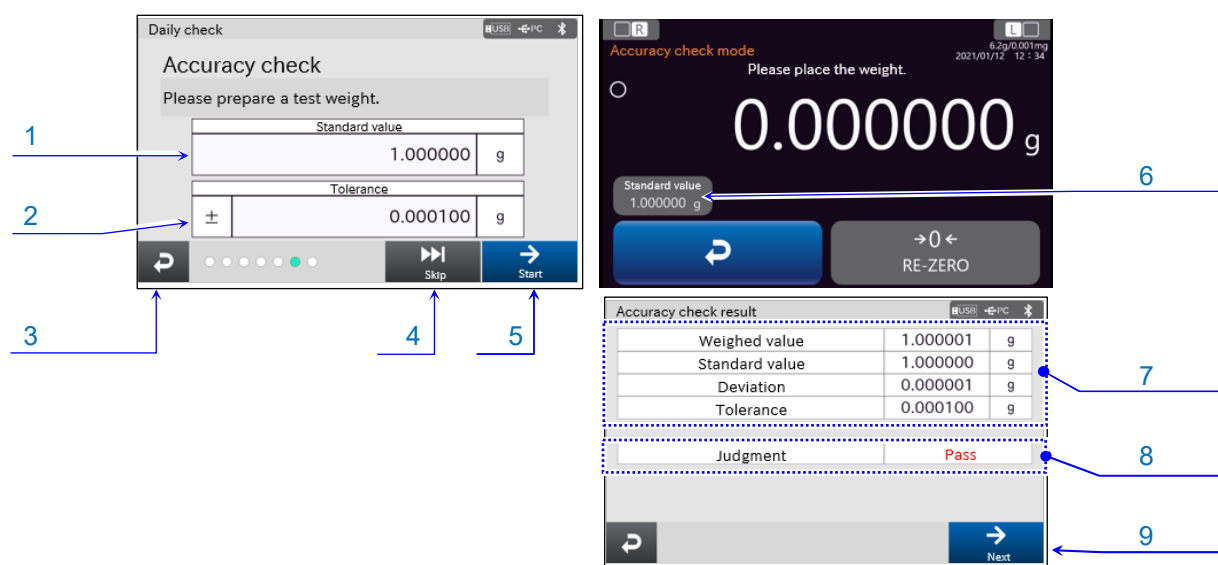 Daily check
USB PC
Accuracy check
Please prepare a test weight.
Standard value
1.000000 g
Tolerance
± 0.000100 g
Skip
Start
1
2
3
4
5
R
L
Accuracy check mode
6.2g/0.001mg
2021/01/12 12:34
Please place the weight.
0.000000 g
Standard value
1.000000 g
→0←
RE-ZERO
6
Accuracy check result
USB PC
Weighed value 1.000001 g
Standard value 1.000000 g
Deviation 0.000001 g
Tolerance 0.000100 g
Judgment Pass
Next
7
8
9